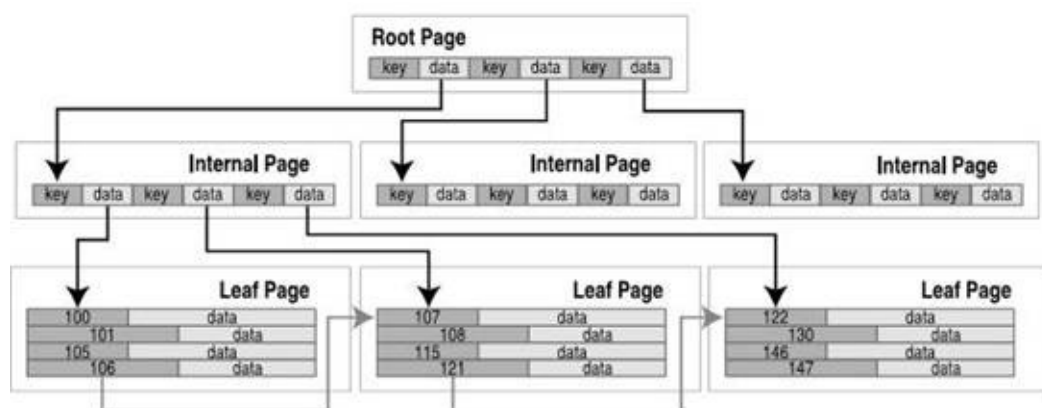 Root Page
key data key data key data
Internal Page
key data key data key data
Internal Page
key data key data key data
Internal Page
key data key data key data
Leaf Page
100 data
101 data
105 data
106 data
Leaf Page
107 data
108 data
115 data
121 data
Leaf Page
122 data
130 data
146 data
147 data